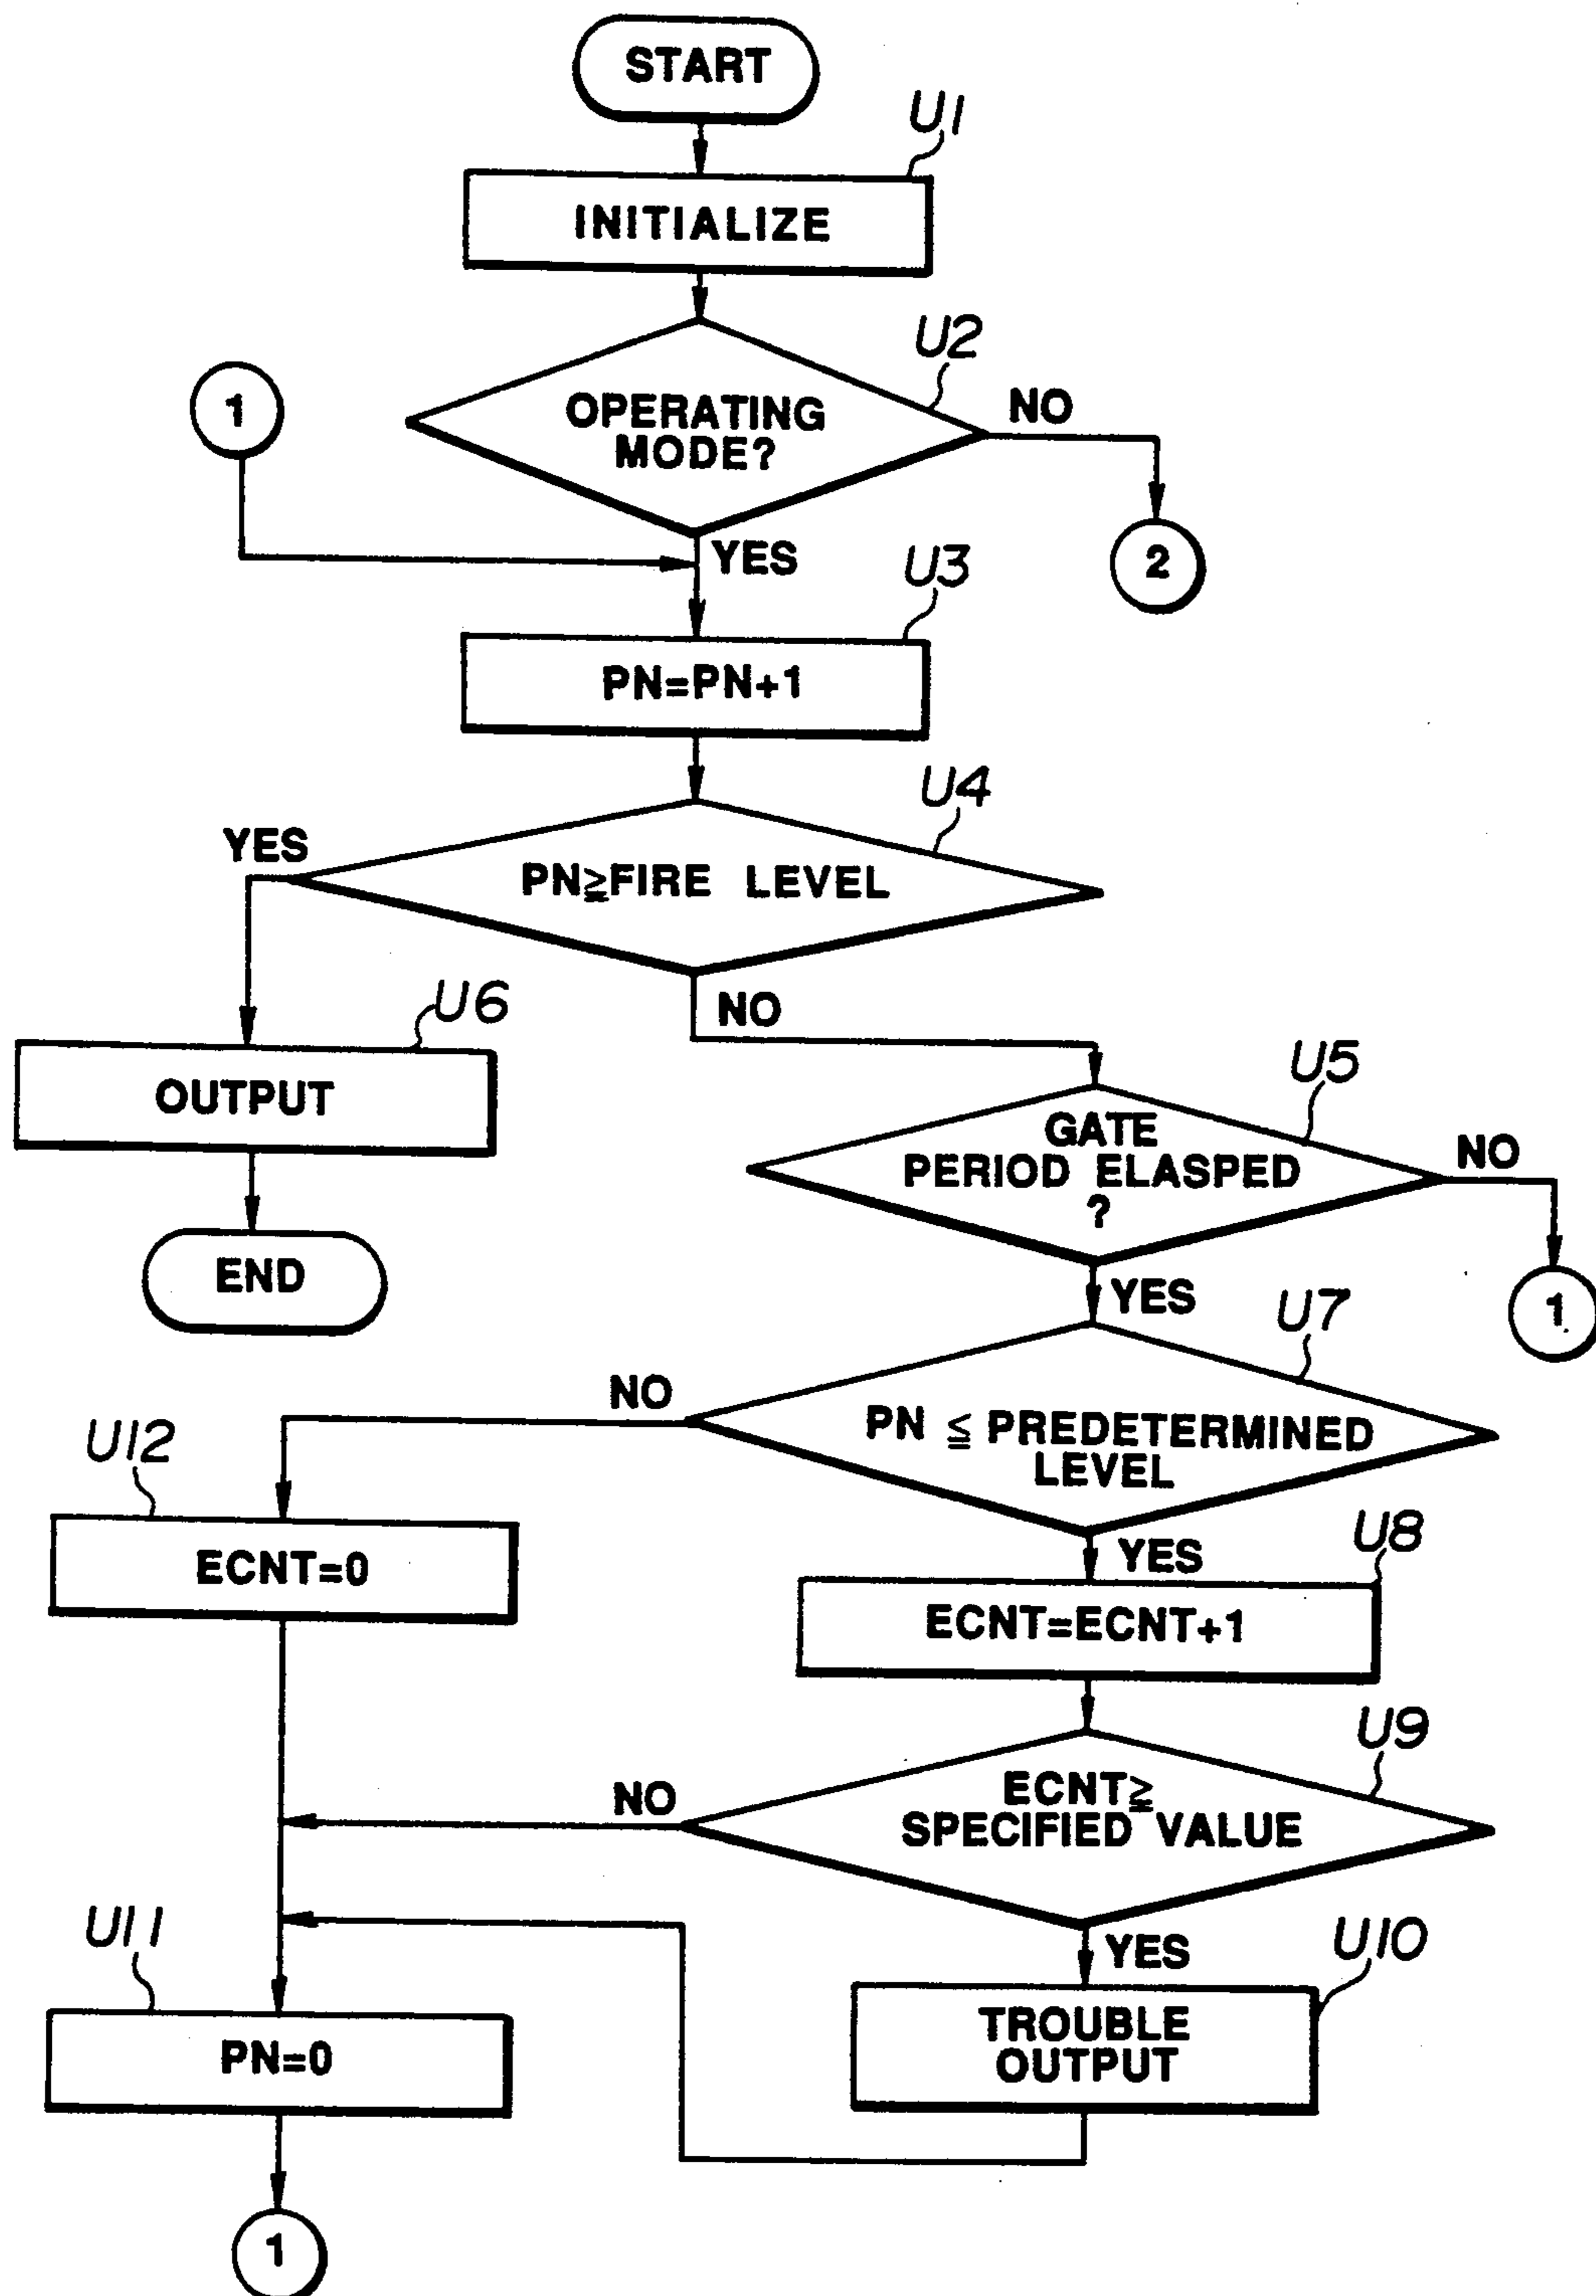 START
U1
INITIALIZE
U2
1
OPERATING
MODE?
NO
2
YES
U3
PN=PN+1
U4
YES
PN≧FIRE LEVEL
NO
U6
OUTPUT
END
U5
GATE
PERIOD ELASPED
?
NO
1
YES
U7
NO
PN ≦ PREDETERMINED
LEVEL
U12
ECNT=0
YES
U8
ECNT=ECNT+1
U9
NO
ECNT≧
SPECIFIED VALUE
YES
U10
TROUBLE
OUTPUT
U11
PN=0
1